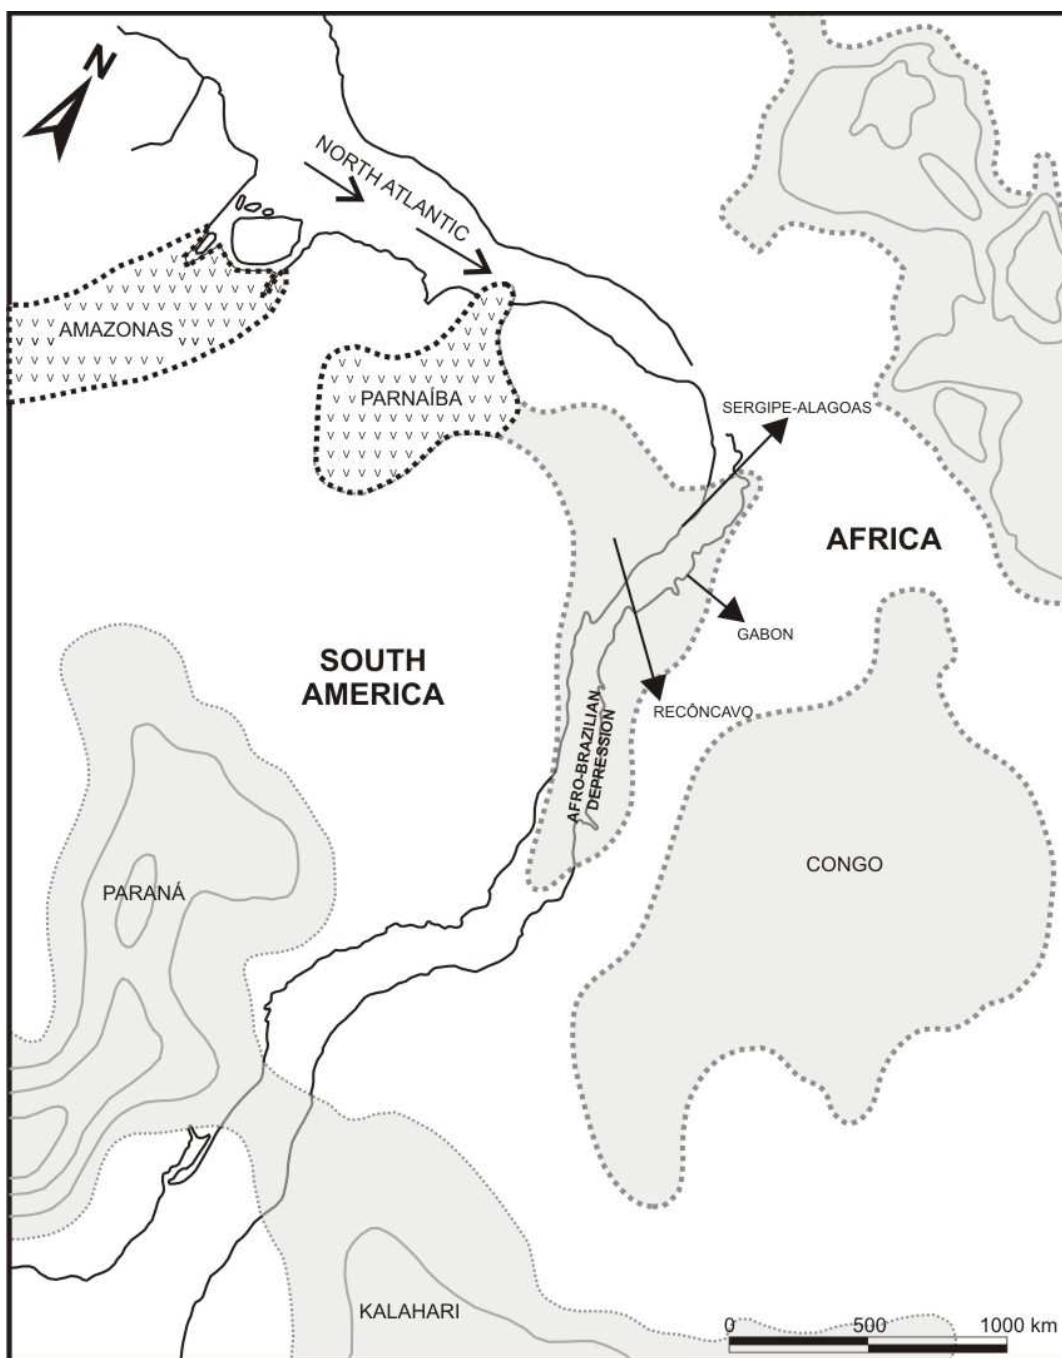 N
NORTH ATLANTIC
AMAZONAS
PARNAÍBA
SERGIPE-ALAGOAS
AFRICA
GABON
SOUTH
AMERICA
RECÔNCAVO
AFRO-BRAZILIAN
DEPRESSION
CONGO
PARANÁ
KALAHARI
0 500 1000 km